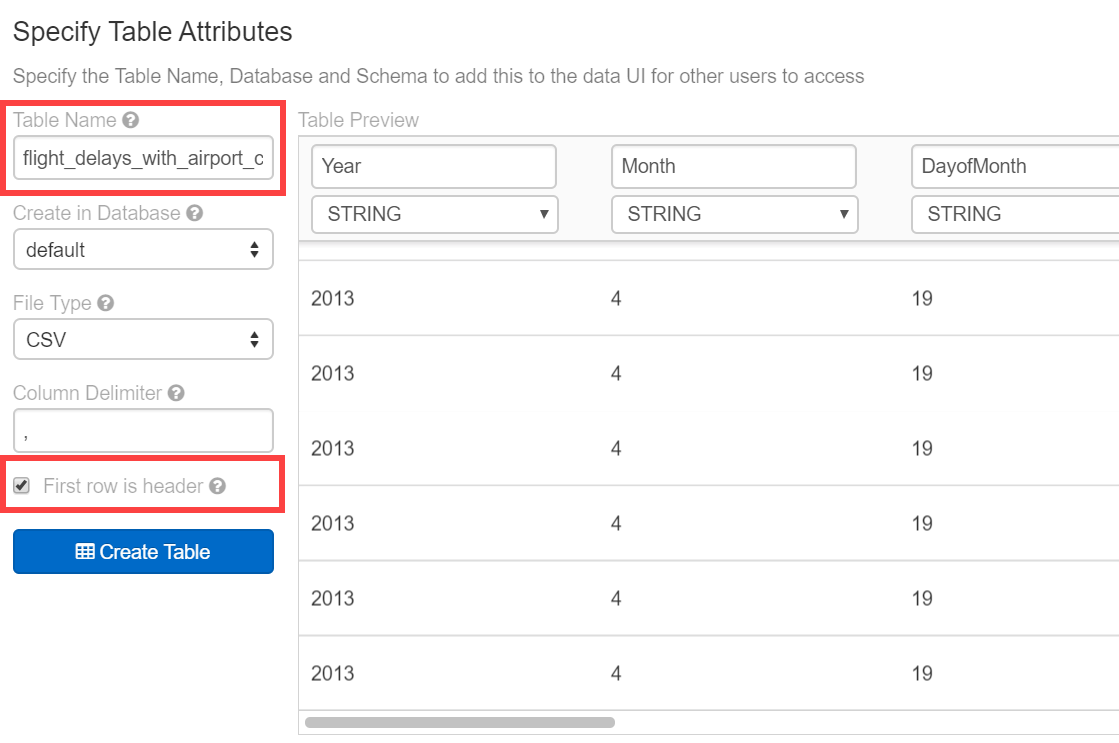 Specify Table Attributes
Specify the Table Name, Database and Schema to add this to the data UI for other users to access
Table Name
flight_delays_with_airport_c
Create in Database
default
File Type
CSV
Column Delimiter
,
First row is header
Create Table
Table Preview
Year Month DayofMonth
STRING STRING STRING
2013 4 19
2013 4 19
2013 4 19
2013 4 19
2013 4 19
2013 4 19